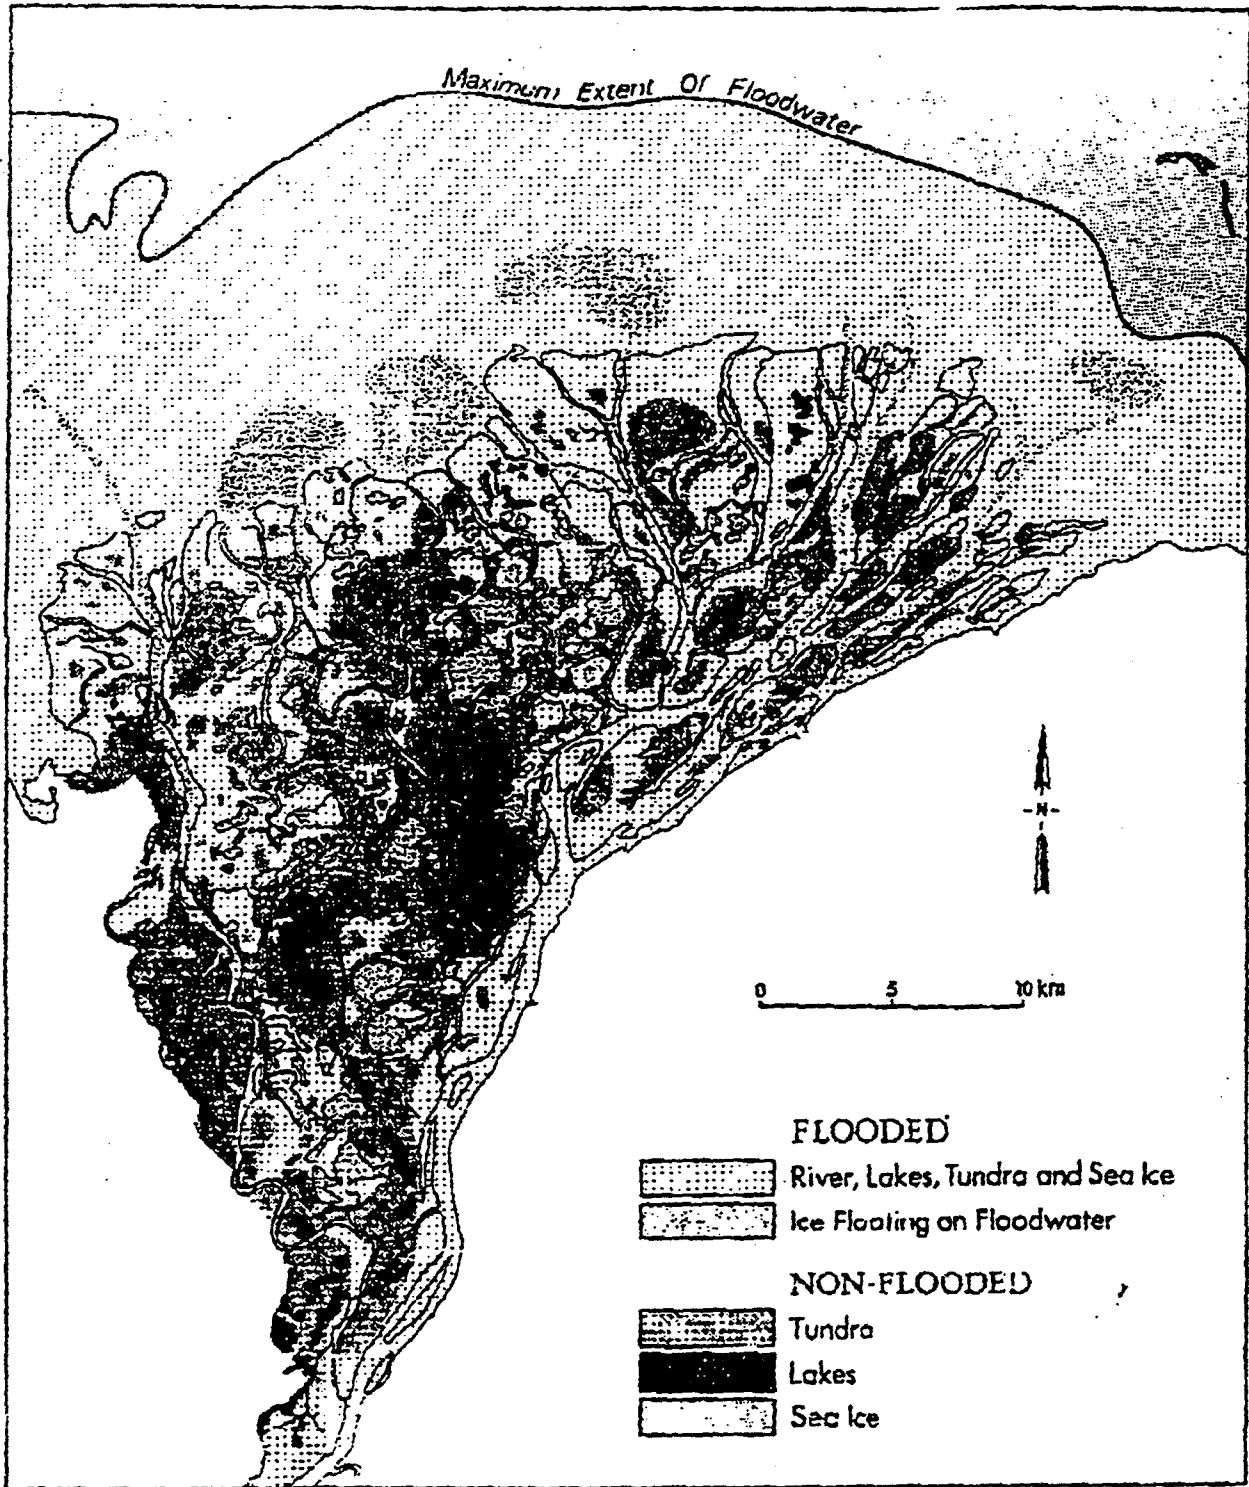 Maximum Extent Of Floodwater
-N-
0 5 10 km
FLOODED
River, Lakes, Tundra and Sea Ice
Ice Floating on Floodwater
NON-FLOODED
Tundra
Lakes
Sea Ice